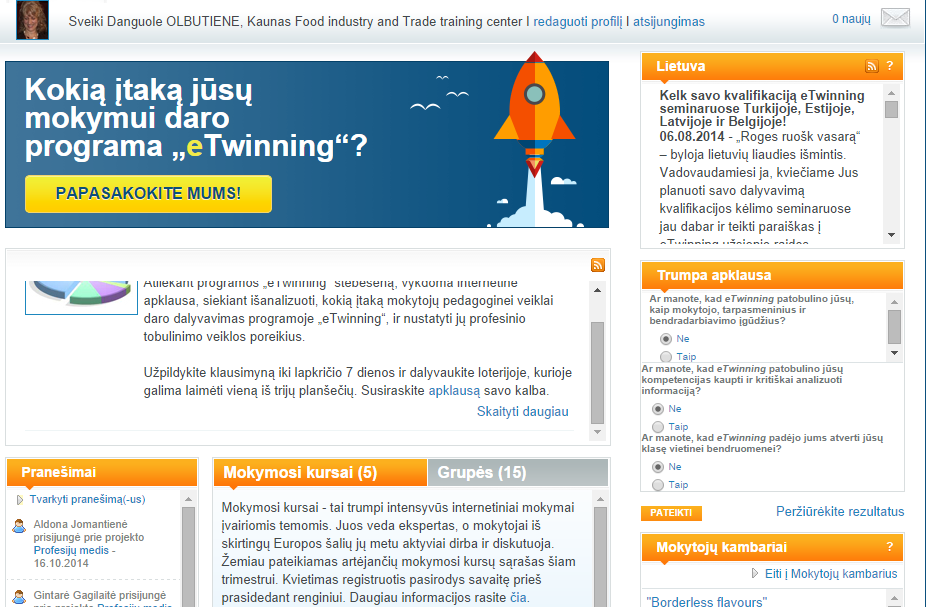 Sveiki Danguole OLBUTIENE, Kaunas Food industry and Trade training center I redaguoti profilį I atsijungimas
0 naujų
Kokią įtaką jūsų
mokymui daro
programa „eTwinning“?
PAPASAKOKITE MUMS!
Lietuva
?
Kelk savo kvalifikaciją eTwinning
seminaruose Turkijoje, Estijoje,
Latvijoje ir Belgijoje!
06.08.2014 - „Roges ruošk vasarą“
– byloja lietuvių liaudies išmintis.
Vadovaudamiesi ja, kviečiame Jus
planuoti savo dalyvavimą
kvalifikacijos kėlimo seminaruose
jau dabar ir teikti paraiškas į
eTwinning užsienio raidos
Atliekant programos „eTwinning“ stebėseną, vykdoma internetinė
apklausa, siekiant išanalizuoti, kokią įtaką mokytojų pedagoginei veiklai
daro dalyvavimas programoje „eTwinning“, ir nustatyti jų profesinio
tobulinimo veiklos poreikius.
Užpildykite klausimyną iki lapkričio 7 dienos ir dalyvaukite loterijoje, kurioje
galima laimėti vieną iš trijų planšečių. Susiraskite apklausą savo kalba.
Skaityti daugiau
Trumpa apklausa
Ar manote, kad eTwinning patobulino jūsų,
kaip mokytojo, tarpasmeninius ir
bendradarbiavimo įgūdžius?
Ne
Taip
Ar manote, kad eTwinning patobulino jūsų
kompetencijas kaupti ir kritiškai analizuoti
informaciją?
Ne
Taip
Ar manote, kad eTwinning padėjo jums atverti jūsų
klasę vietinei bendruomenei?
Ne
Taip
PATEIKTI
Peržiūrėkite rezultatus
Pranešimai
Tvarkyti pranešimą(-us)
Aldona Jomantienė
prisijungė prie projekto
Profesijų medis -
16.10.2014
Gintarė Gagilaitė prisijungė
prie projekto Profesijų medis
Mokymosi kursai (5)
Grupės (15)
Mokymosi kursai - tai trumpi intensyvūs internetiniai mokymai
įvairiomis temomis. Juos veda ekspertas, o mokytojai iš
skirtingų Europos šalių jų metu aktyviai dirba ir diskutuoja.
Žemiau pateikiamas artėjančių mokymosi kursų sąrašas šiam
trimestrui. Kvietimas registruotis pasirodys savaitę prieš
prasidedant renginiui. Daugiau informacijos rasite čia.
Mokytojų kambariai
?
Eiti į Mokytojų kambarius
"Borderless flavours"